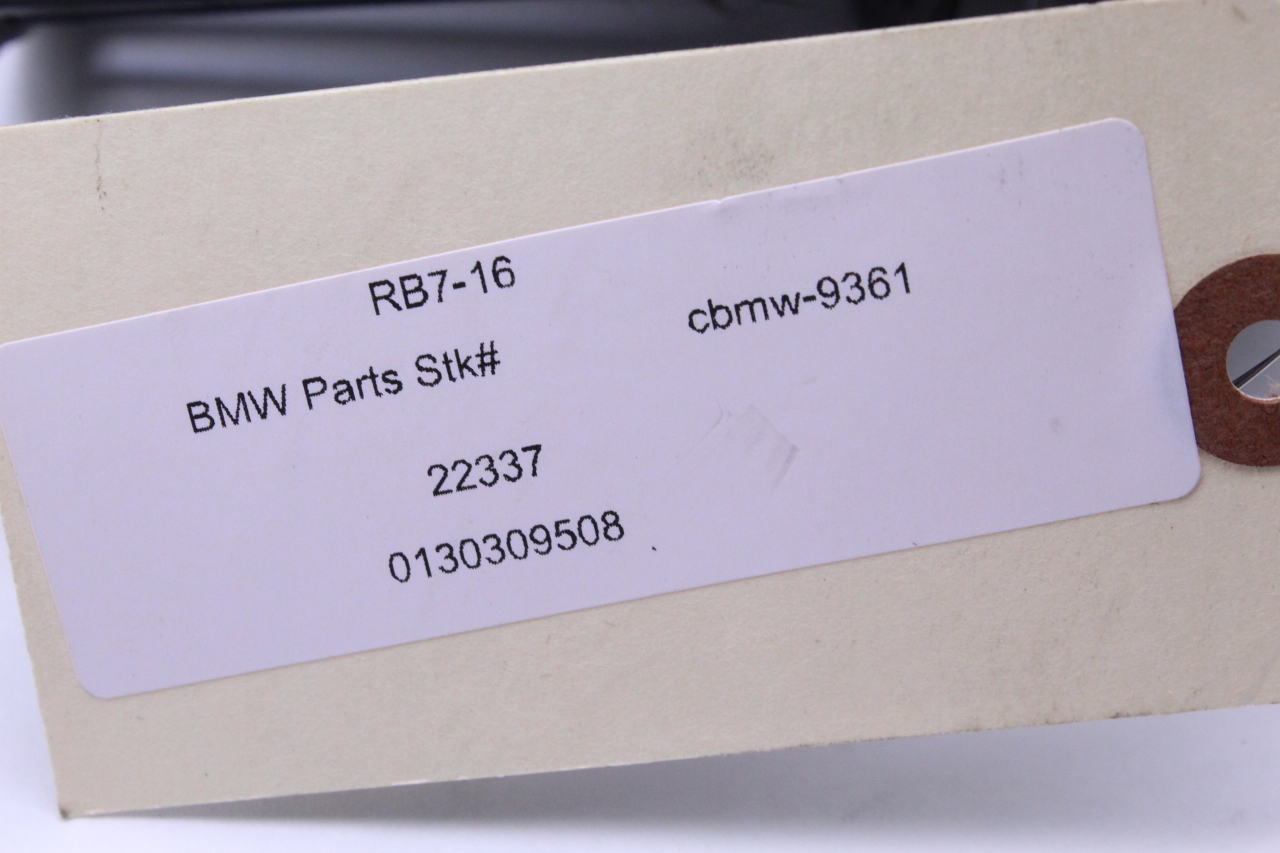 RB7-16
cbmw-9361
BMW Parts Stk#
22337
0130309508